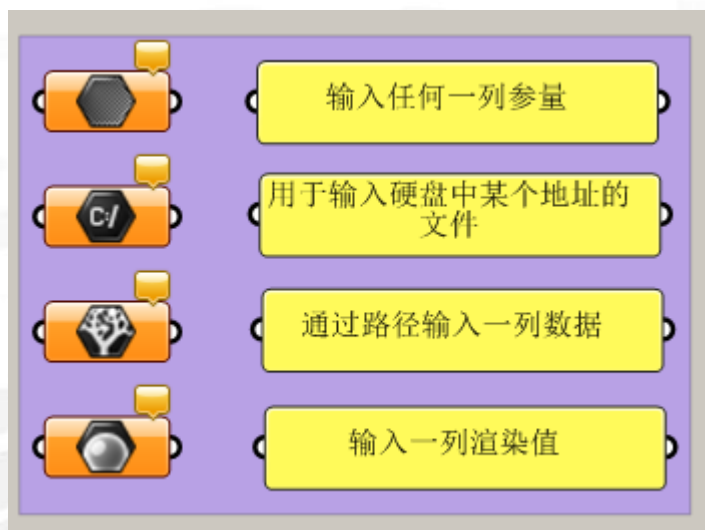 输入任何一列参量
C:/
用于输入硬盘中某个地址的
文件
通过路径输入一列数据
输入一列渲染值